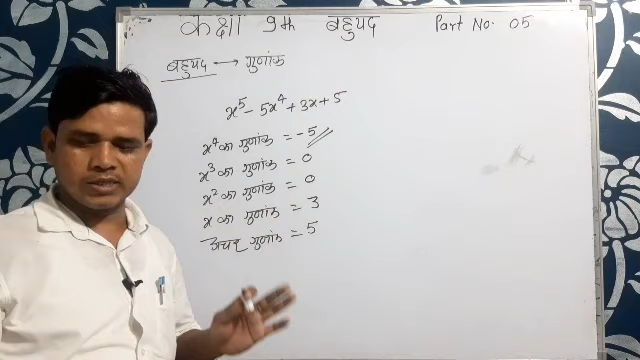 कक्षा 9th बहुपद Part No. 05
बहुपद → गुणांक
x⁵ - 5x⁴ + 3x + 5
x⁴ का गुणांक = -5
x³ का गुणांक = 0
x² का गुणांक = 0
x का गुणांक = 3
अचर गुणांक = 5